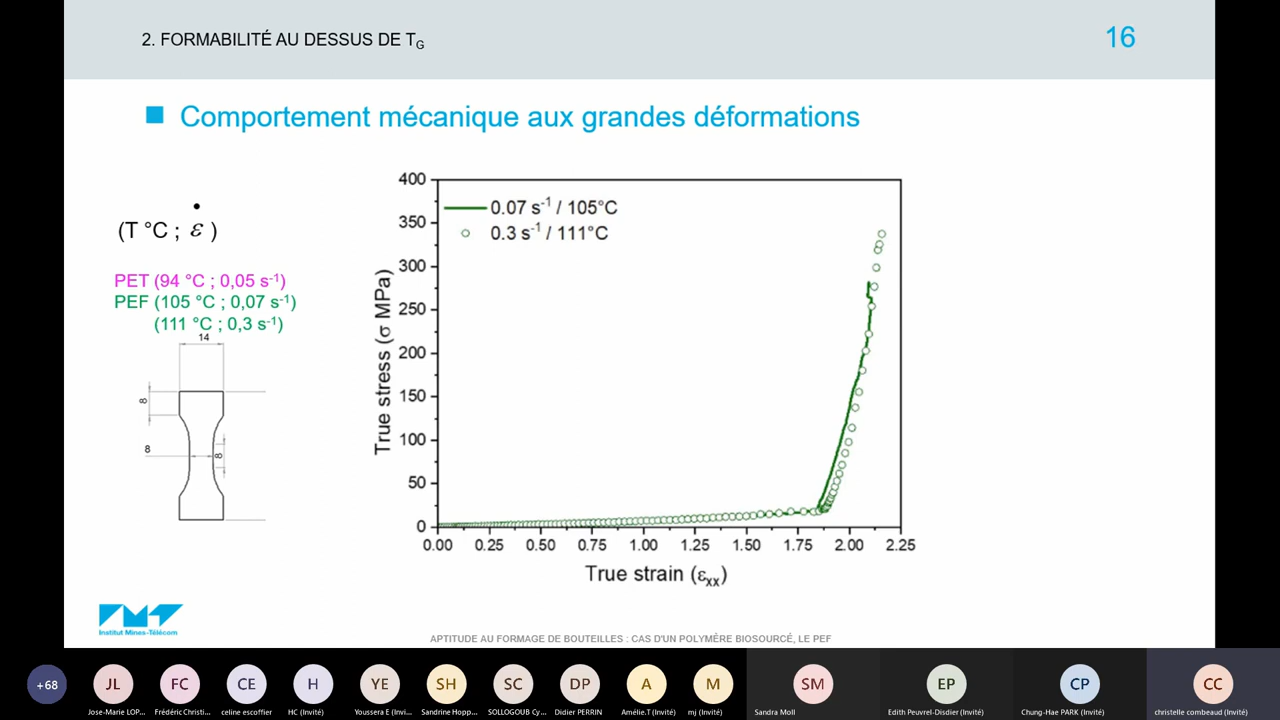 2. FORMABILITÉ AU DESSUS DE TG
16
Comportement mécanique aux grandes déformations
(T °C ; ε̇ )
PET (94 °C ; 0,05 s-1)
PEF (105 °C ; 0,07 s-1)
(111 °C ; 0,3 s-1)
14
8
8
8
0.07 s-1 / 105°C
0.3 s-1 / 111°C
True stress (σ MPa)
400
350
300
250
200
150
100
50
0
0.00 0.25 0.50 0.75 1.00 1.25 1.50 1.75 2.00 2.25
True strain (εxx)
Institut Mines-Télécom
APTITUDE AU FORMAGE DE BOUTEILLES : CAS D'UN POLYMÈRE BIOSOURCÉ, LE PEF
+68 JL FC CE H YE SH SC DP A M SM EP CP CC
Jose-Marie LOP... Frédéric Christi... celine escoffier HC (Invité) Youssera E (Invi... Sandrine Hopp... SOLLOGOUB Cy... Didier PERRIN Amélie.T (Invité) mj (Invité) Sandra Moll Edith Peuvrel-Disdier (Invité) Chung-Hae PARK (Invité) christelle combeaud (Invité)